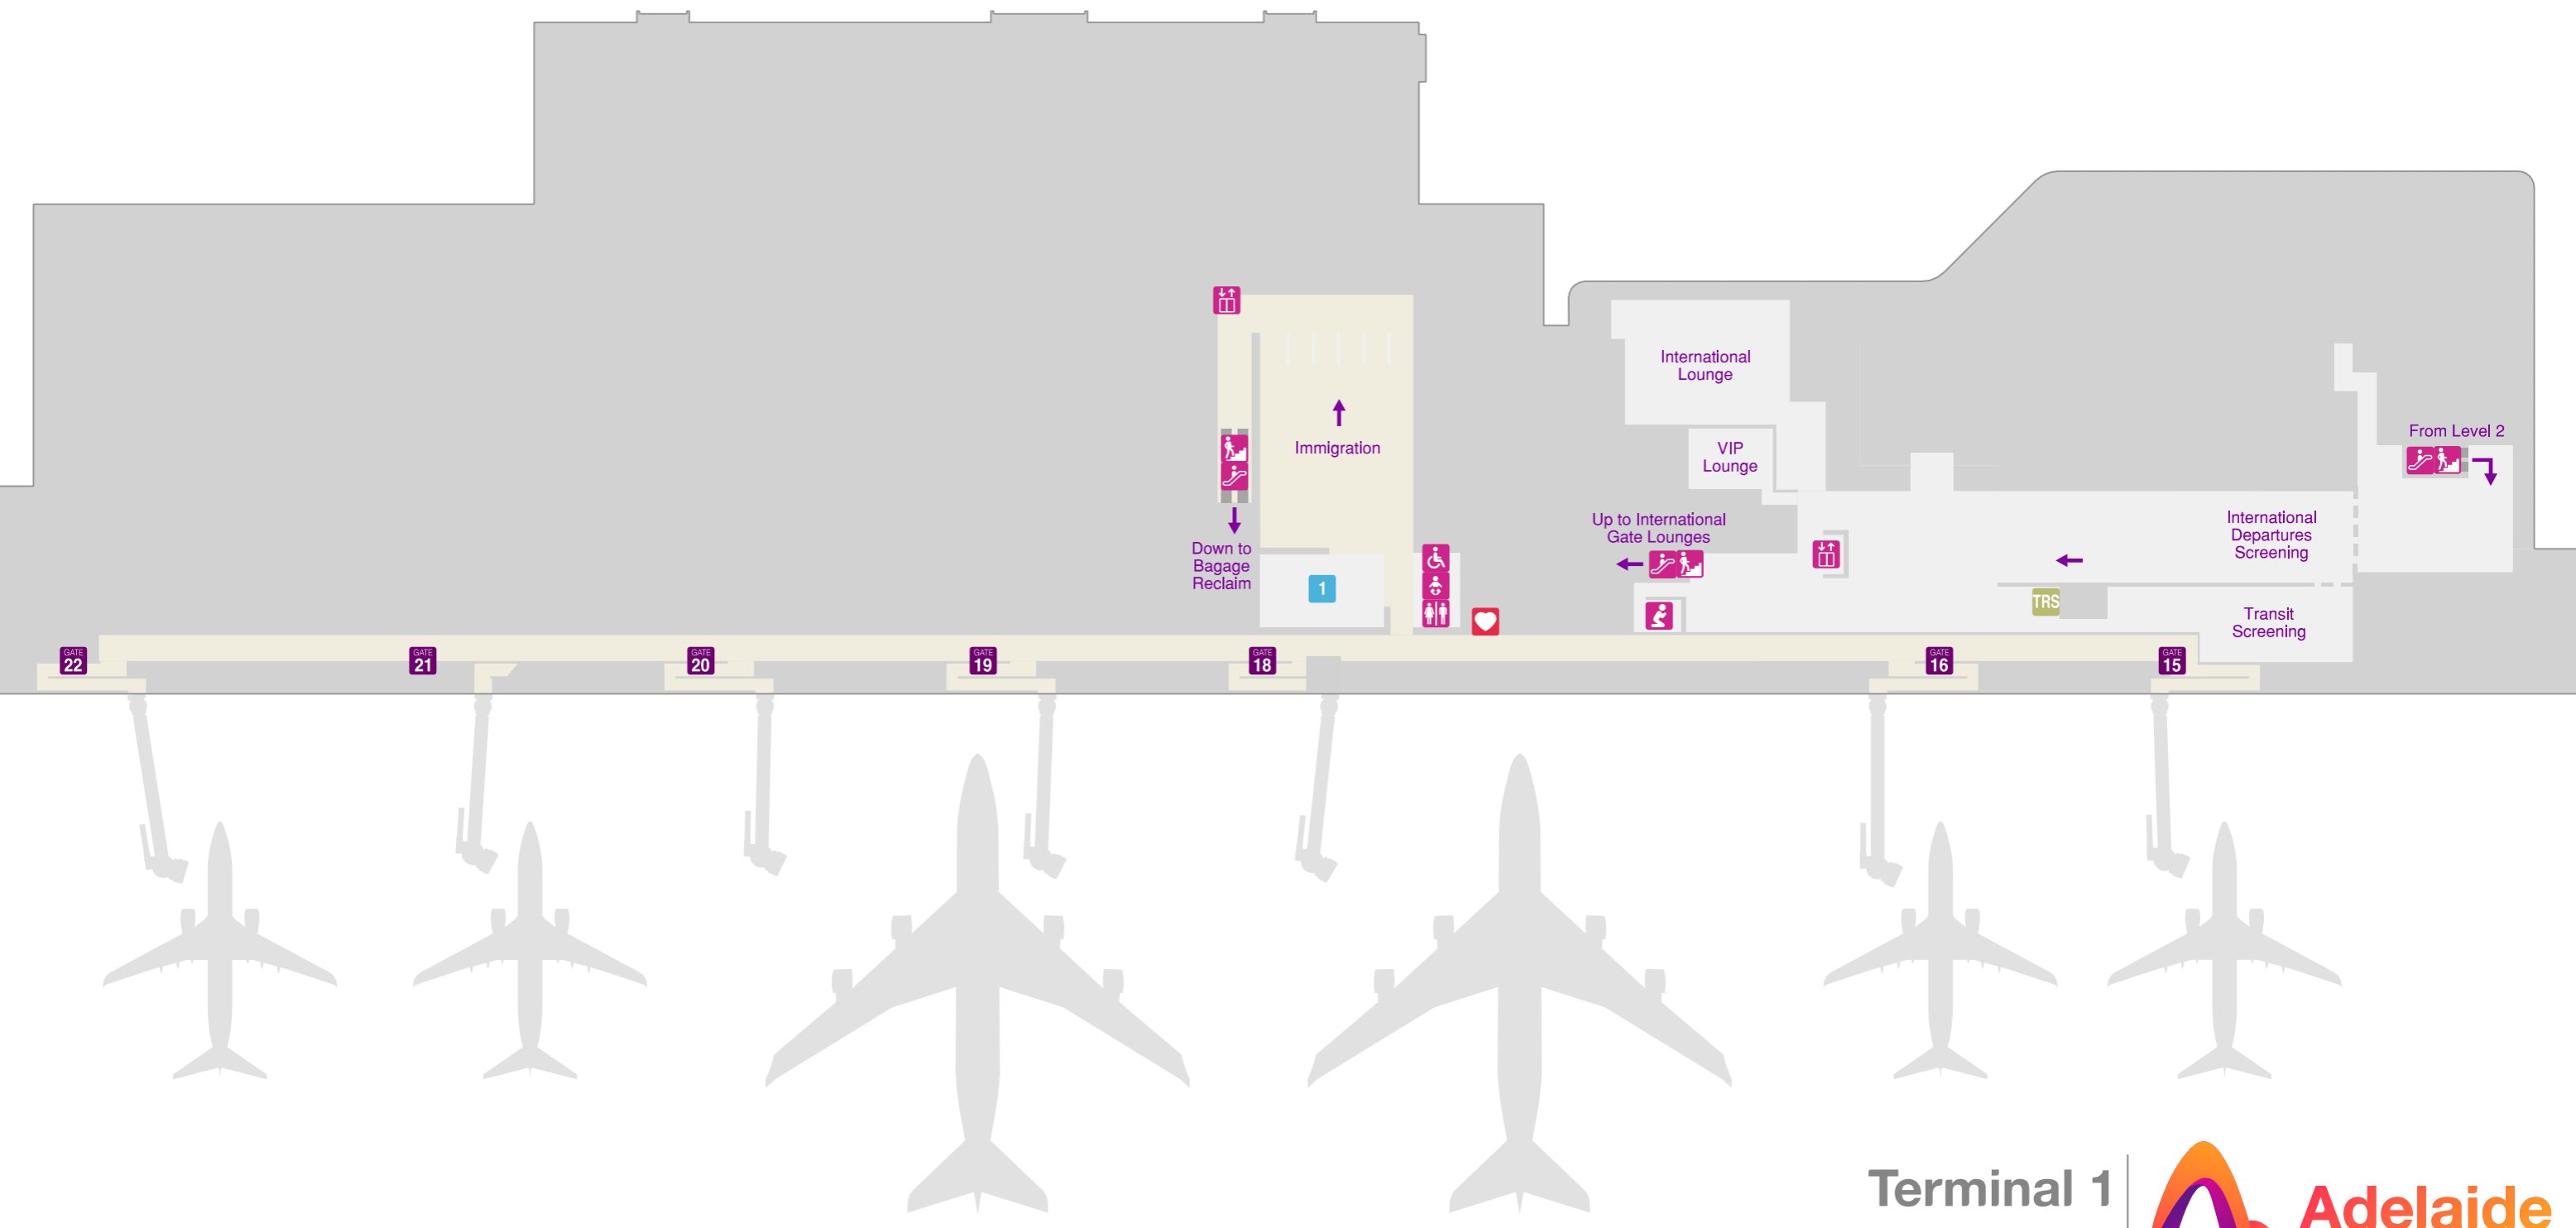 International
Lounge
From Level 2
Immigration
VIP
Lounge
Up to International
Gate Lounges
International
Departures
Screening
Down to
Bagage
Reclaim
1
TRS
Transit
Screening
GATE
22
GATE
21
GATE
20
GATE
19
GATE
18
GATE
16
GATE
15
Terminal 1
Adelaide